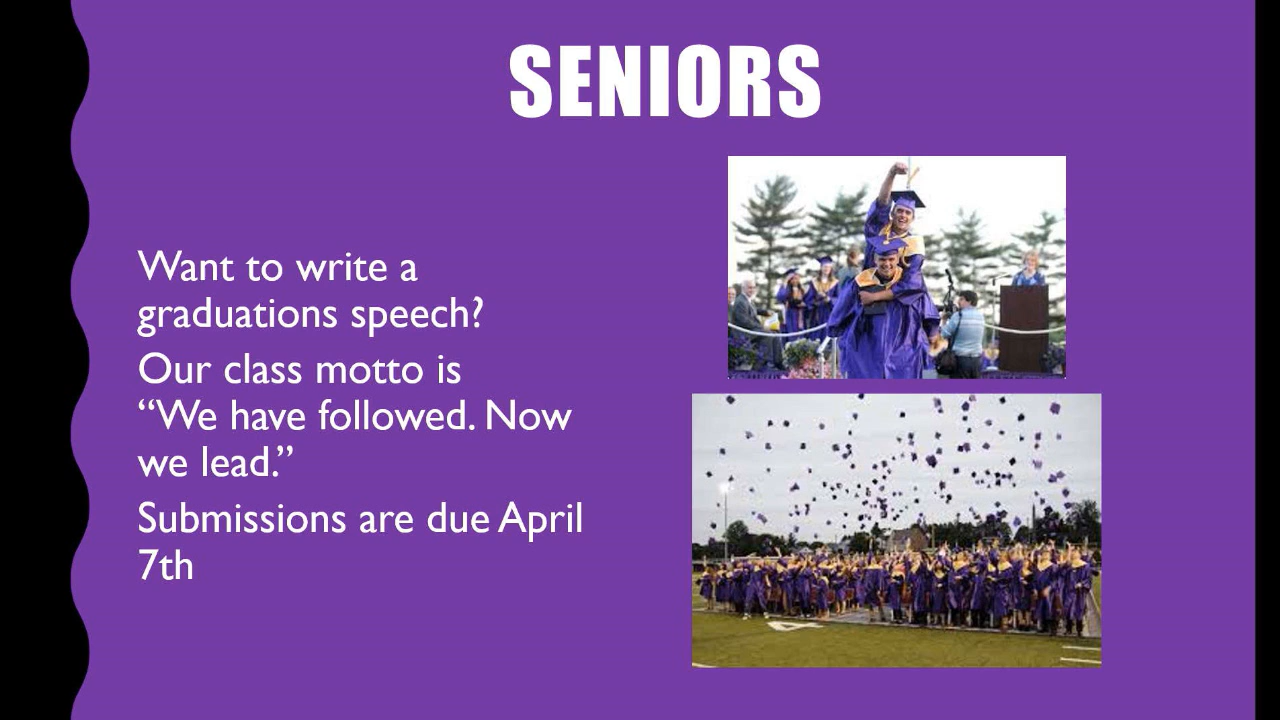 SENIORS
Want to write a
graduations speech?
Our class motto is
“We have followed. Now
we lead.”
Submissions are due April
7th